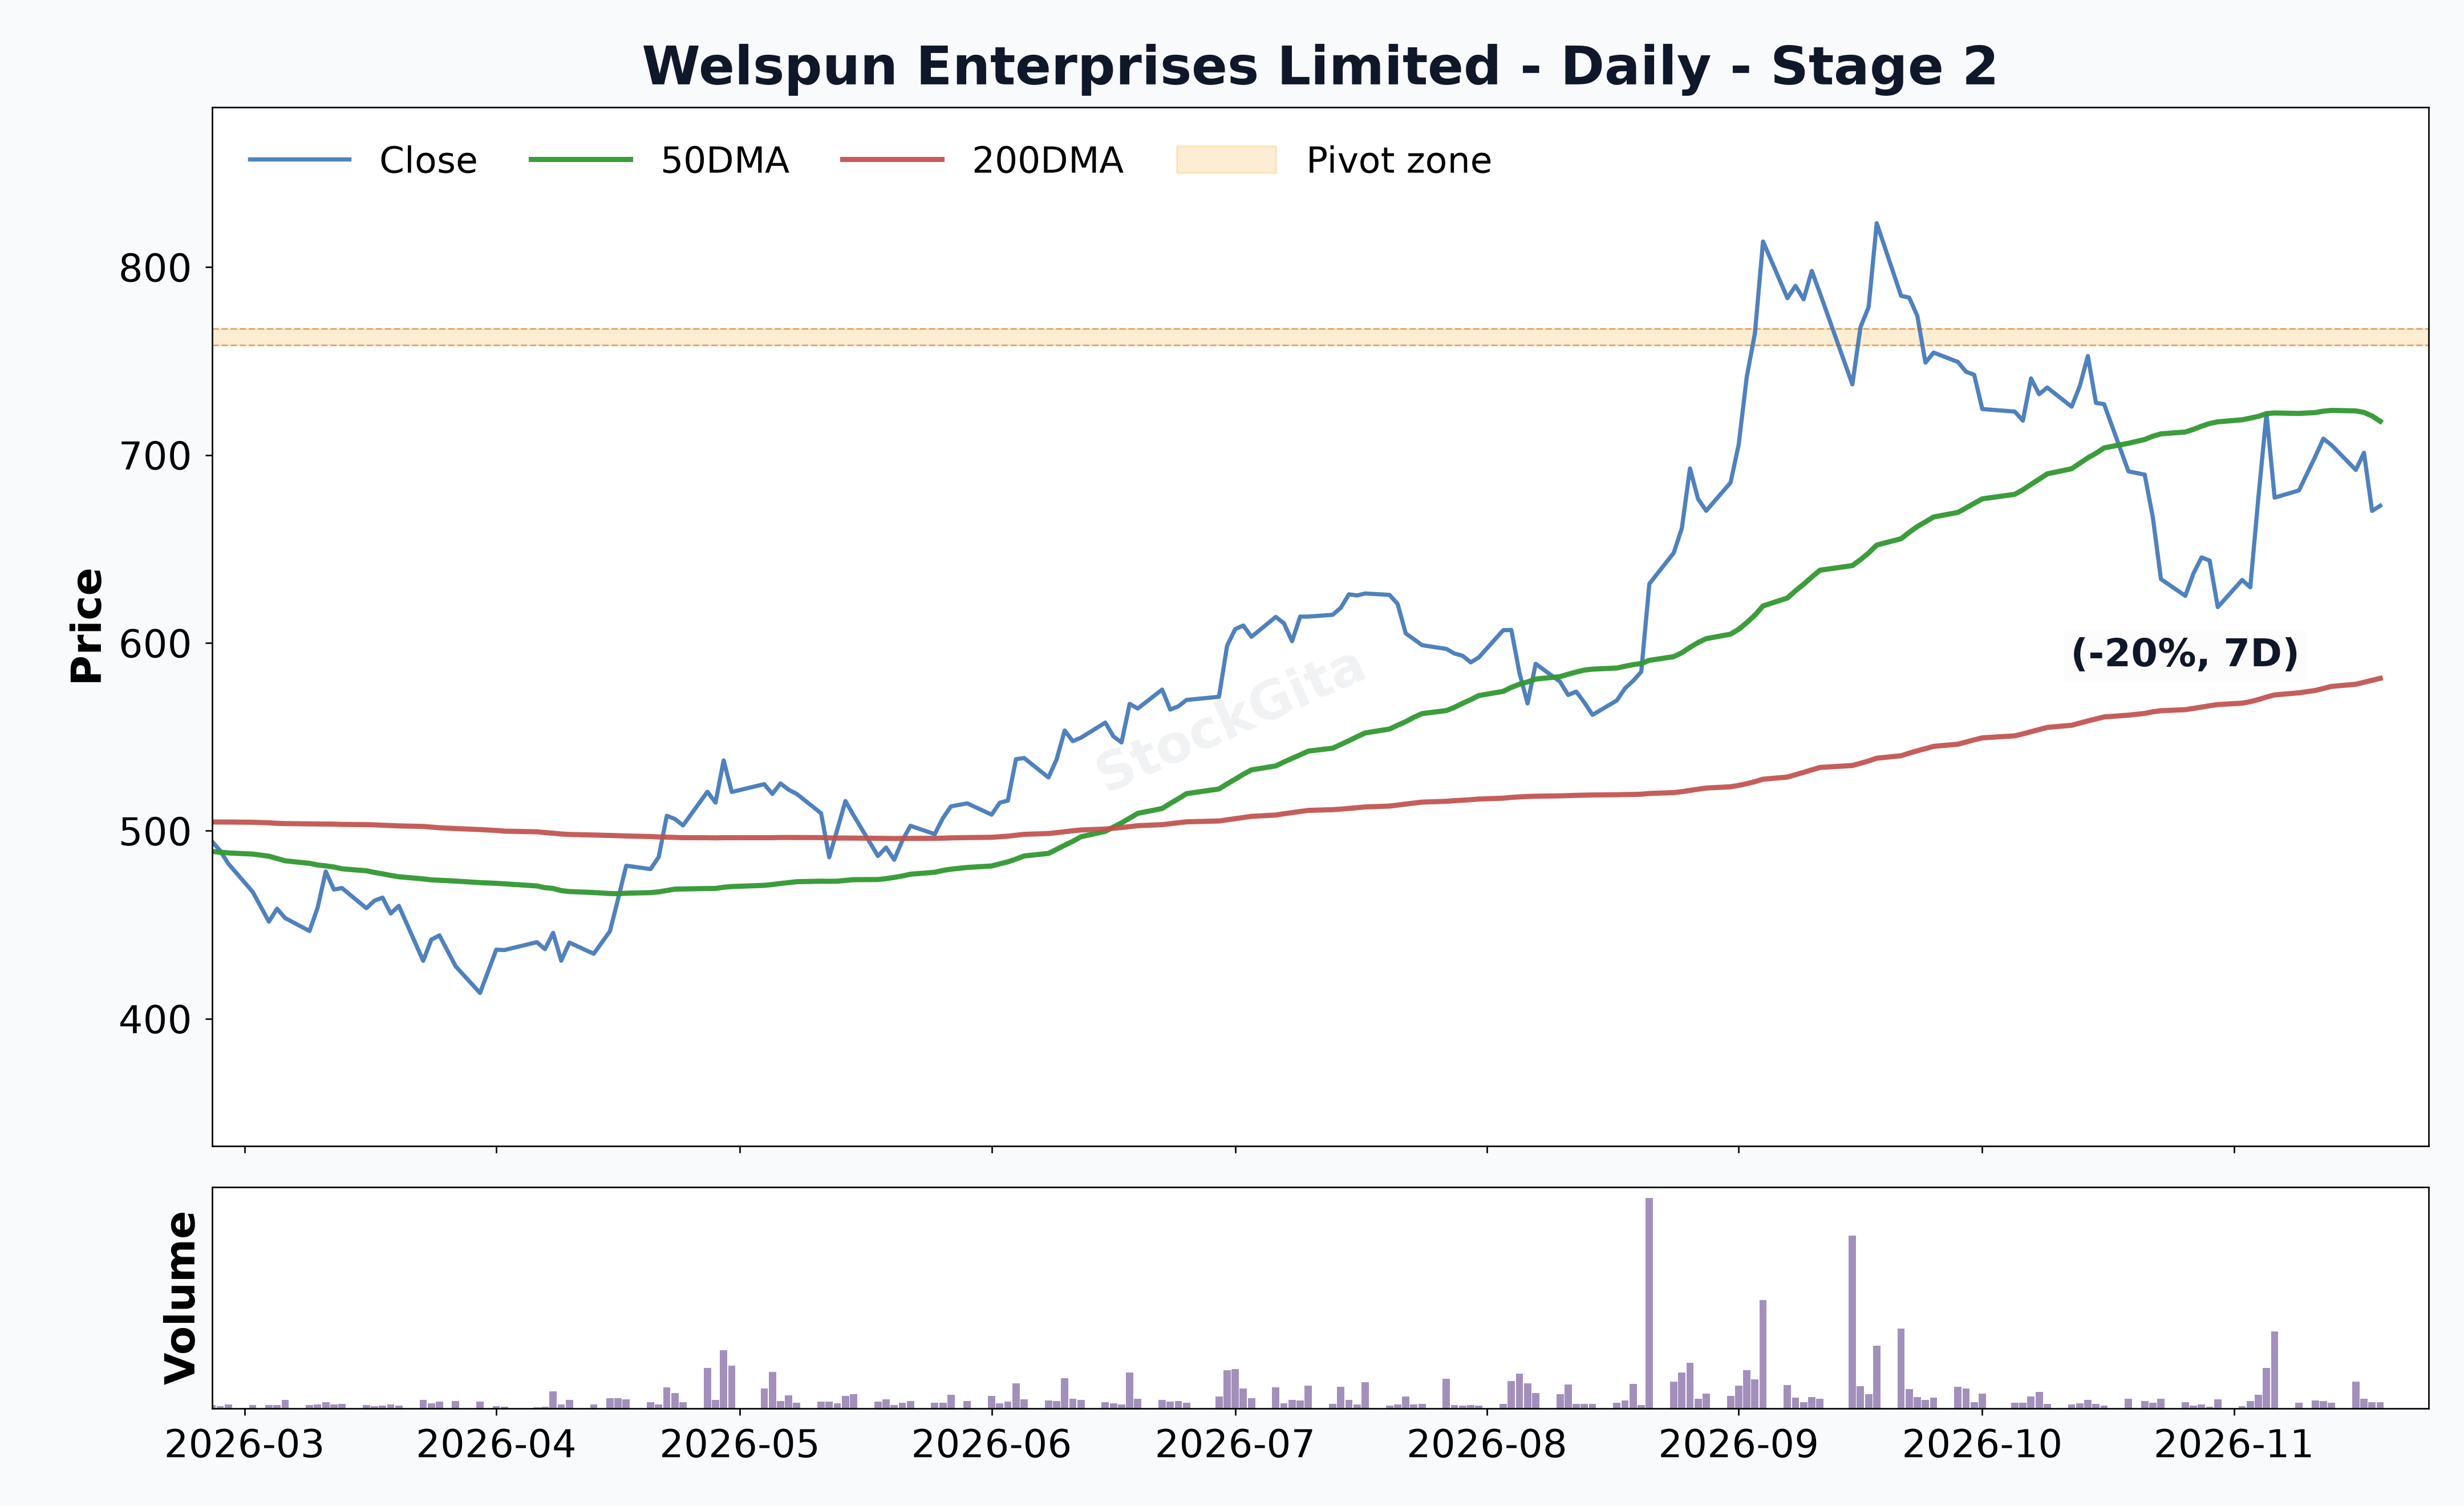 Welspun Enterprises Limited - Daily - Stage 2
Close 50DMA 200DMA Pivot zone
800
700
600
500
400
Price
StockGita
(-20%, 7D)
Volume
2026-03 2026-04 2026-05 2026-06 2026-07 2026-08 2026-09 2026-10 2026-11